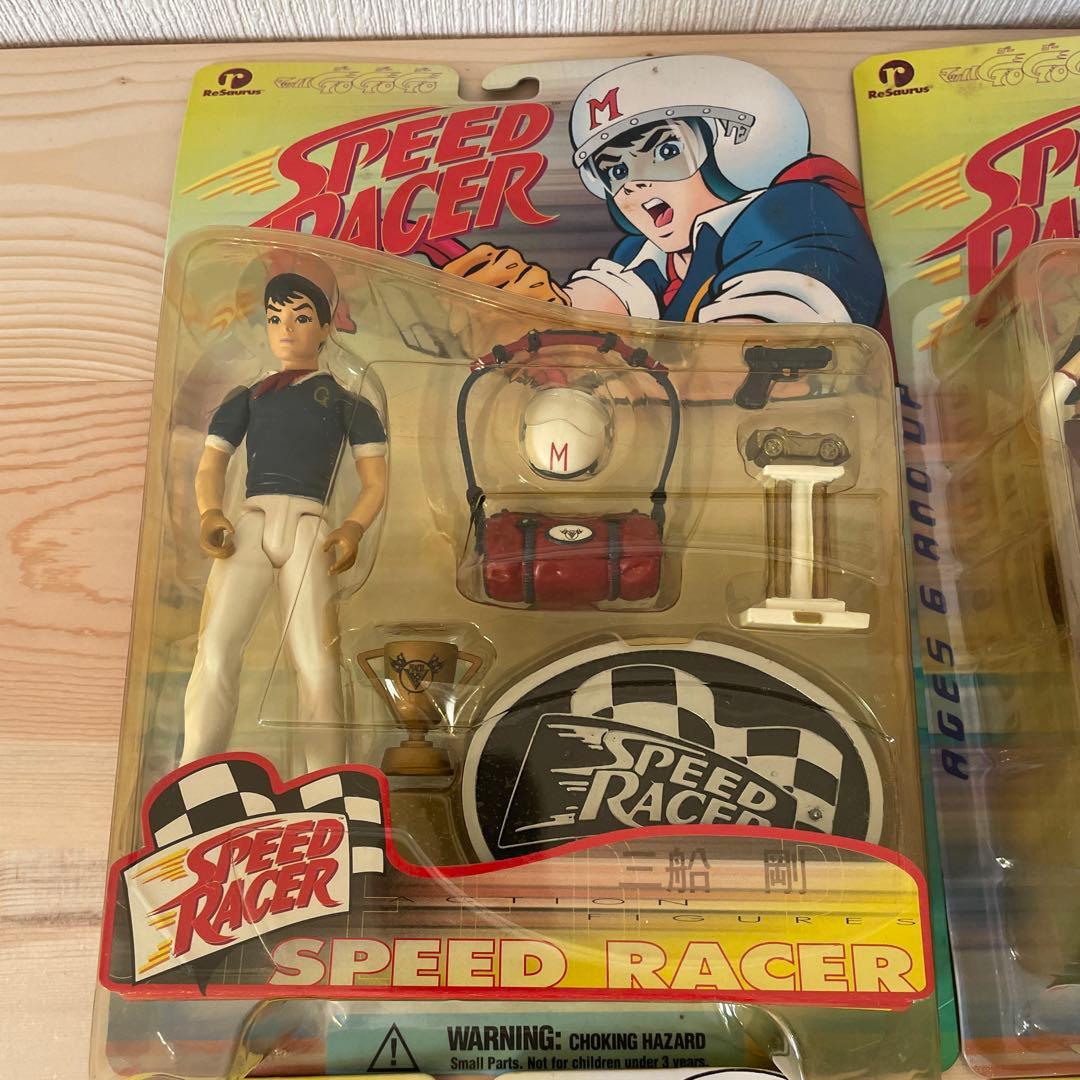 r
ReSaurus
SPEED
RACER
M
M
SPEED
RACER
SPEED
RACER
三船 剛
ACTION
FIGURES
SPEED RACER
WARNING: CHOKING HAZARD
Small Parts. Not for children under 3 years.
r
ReSaurus
AGES 6 AND UP